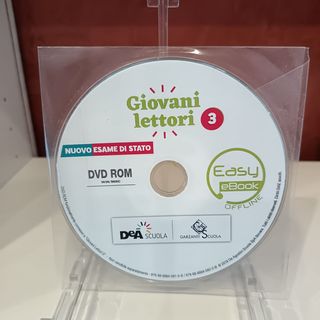 Giovani
lettori 3
NUOVO ESAME DI STATO
DVD ROM
Easy
eBook
OFFLINE
DeA SCUOLA
GARZANTI SCUOLA